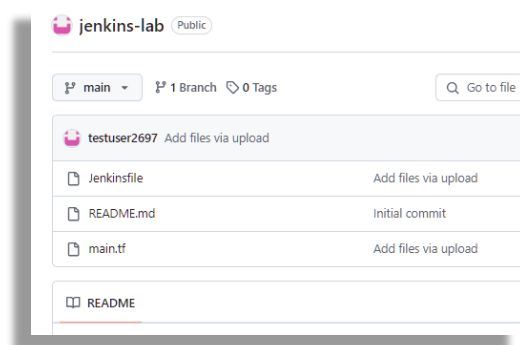 jenkins-lab Public
main 1 Branch 0 Tags Go to file
testuser2697 Add files via upload
Jenkinsfile Add files via upload
README.md Initial commit
main.tf Add files via upload
README